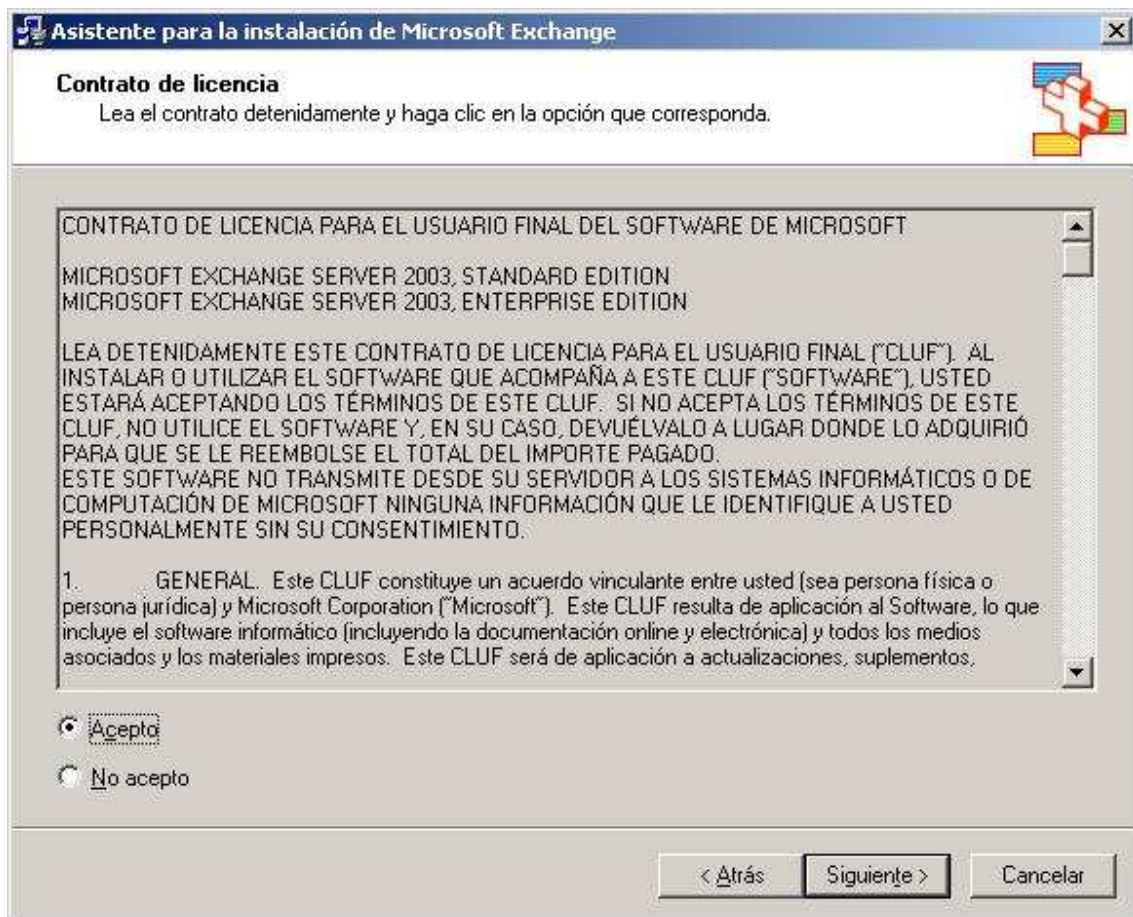 Asistente para la instalación de Microsoft Exchange
Contrato de licencia
Lea el contrato detenidamente y haga clic en la opción que corresponda.
CONTRATO DE LICENCIA PARA EL USUARIO FINAL DEL SOFTWARE DE MICROSOFT
MICROSOFT EXCHANGE SERVER 2003, STANDARD EDITION
MICROSOFT EXCHANGE SERVER 2003, ENTERPRISE EDITION
LEA DETENIDAMENTE ESTE CONTRATO DE LICENCIA PARA EL USUARIO FINAL ("CLUF"). AL
INSTALAR O UTILIZAR EL SOFTWARE QUE ACOMPAÑA A ESTE CLUF ("SOFTWARE"), USTED
ESTARÁ ACEPTANDO LOS TÉRMINOS DE ESTE CLUF. SI NO ACEPTA LOS TÉRMINOS DE ESTE
CLUF, NO UTILICE EL SOFTWARE Y, EN SU CASO, DEVUÉLVALO A LUGAR DONDE LO ADQUIRIÓ
PARA QUE SE LE REEMBOLSE EL TOTAL DEL IMPORTE PAGADO.
ESTE SOFTWARE NO TRANSMITE DESDE SU SERVIDOR A LOS SISTEMAS INFORMÁTICOS O DE
COMPUTACIÓN DE MICROSOFT NINGUNA INFORMACIÓN QUE LE IDENTIFIQUE A USTED
PERSONALMENTE SIN SU CONSENTIMIENTO.
1. GENERAL. Este CLUF constituye un acuerdo vinculante entre usted (sea persona física o
persona jurídica) y Microsoft Corporation ("Microsoft"). Este CLUF resulta de aplicación al Software, lo que
incluye el software informático (incluyendo la documentación online y electrónica) y todos los medios
asociados y los materiales impresos. Este CLUF será de aplicación a actualizaciones, suplementos,
Acepto
No acepto
< Atrás Siguiente > Cancelar